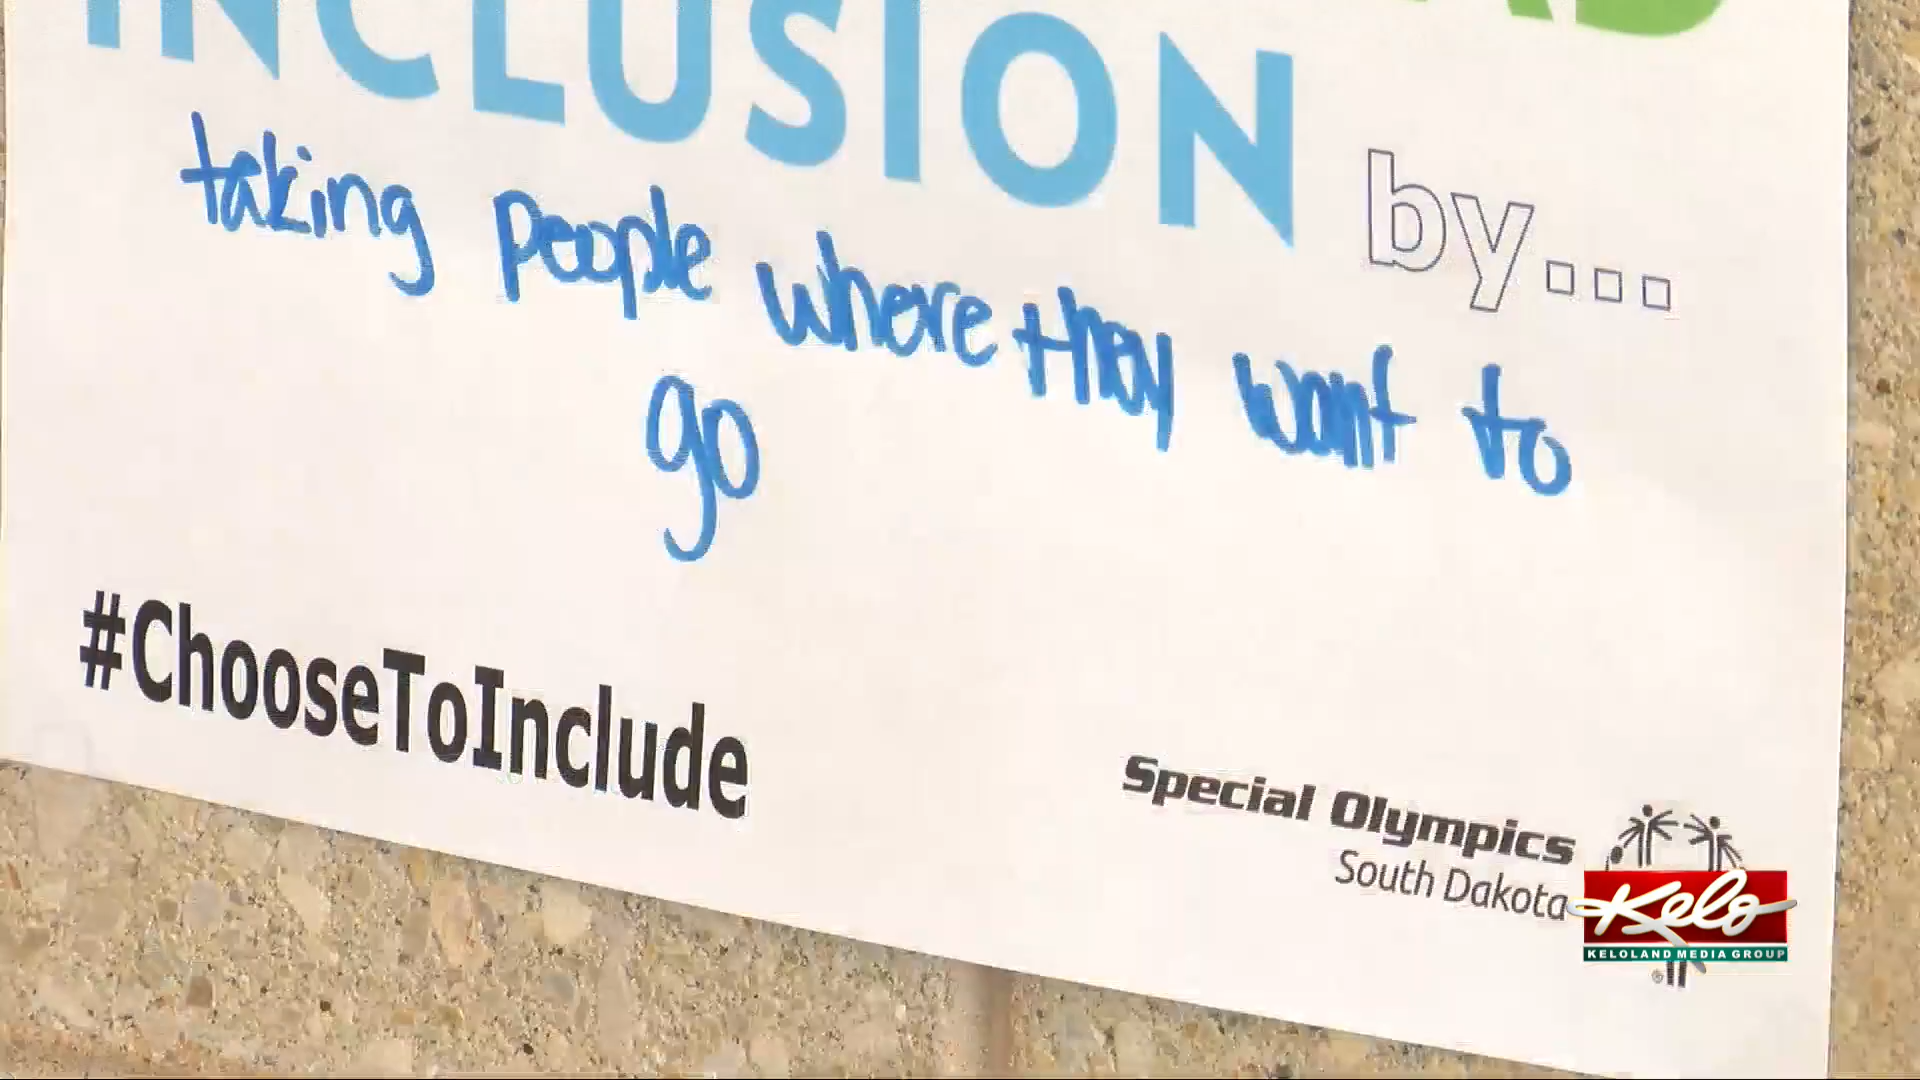 INCLUSION by...
taking people where they want to
go
#ChooseToInclude
Special Olympics
South Dakota
Kelo
KELOLAND MEDIA GROUP